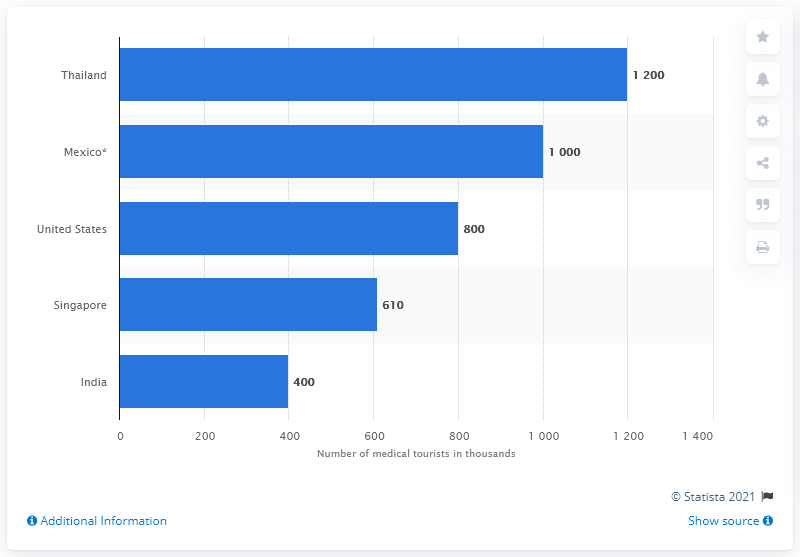 Thailand 1 200
Mexico* 1 000
United States 800
Singapore 610
India 400
0 200 400 600 800 1 000 1 200 1 400
Number of medical tourists in thousands
© Statista 2021
Additional Information Show source